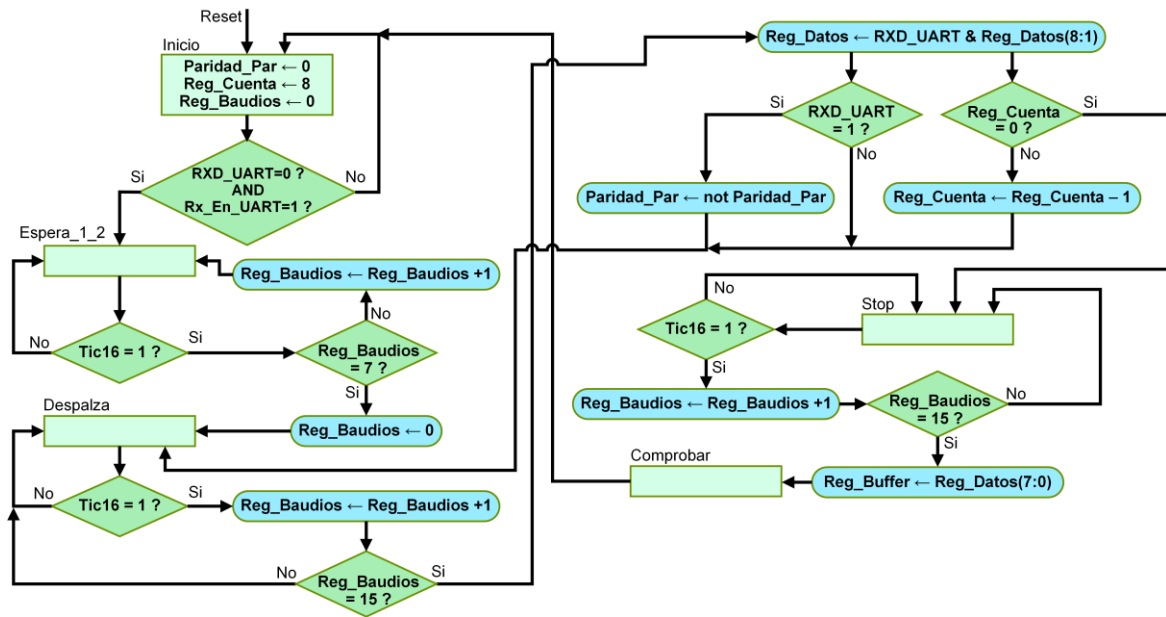 Reset
Inicio
Paridad_Par ← 0
Reg_Cuenta ← 8
Reg_Baudios ← 0
Si
RXD_UART=0 ?
AND
Rx_En_UART=1 ?
No
Espera_1_2
Reg_Baudios ← Reg_Baudios +1
No
Tic16 = 1 ?
Si
No
Reg_Baudios
= 7 ?
Si
Despalza
Reg_Baudios ← 0
No
Tic16 = 1 ?
Si
Reg_Baudios ← Reg_Baudios +1
No
Reg_Baudios
= 15 ?
Si
Reg_Datos ← RXD_UART & Reg_Datos(8:1)
Si
RXD_UART
= 1 ?
No
Reg_Cuenta
= 0 ?
Si
No
Paridad_Par ← not Paridad_Par
Reg_Cuenta ← Reg_Cuenta – 1
No
Stop
Tic16 = 1 ?
Si
Reg_Baudios ← Reg_Baudios +1
Reg_Baudios
= 15 ?
No
Si
Comprobar
Reg_Buffer ← Reg_Datos(7:0)